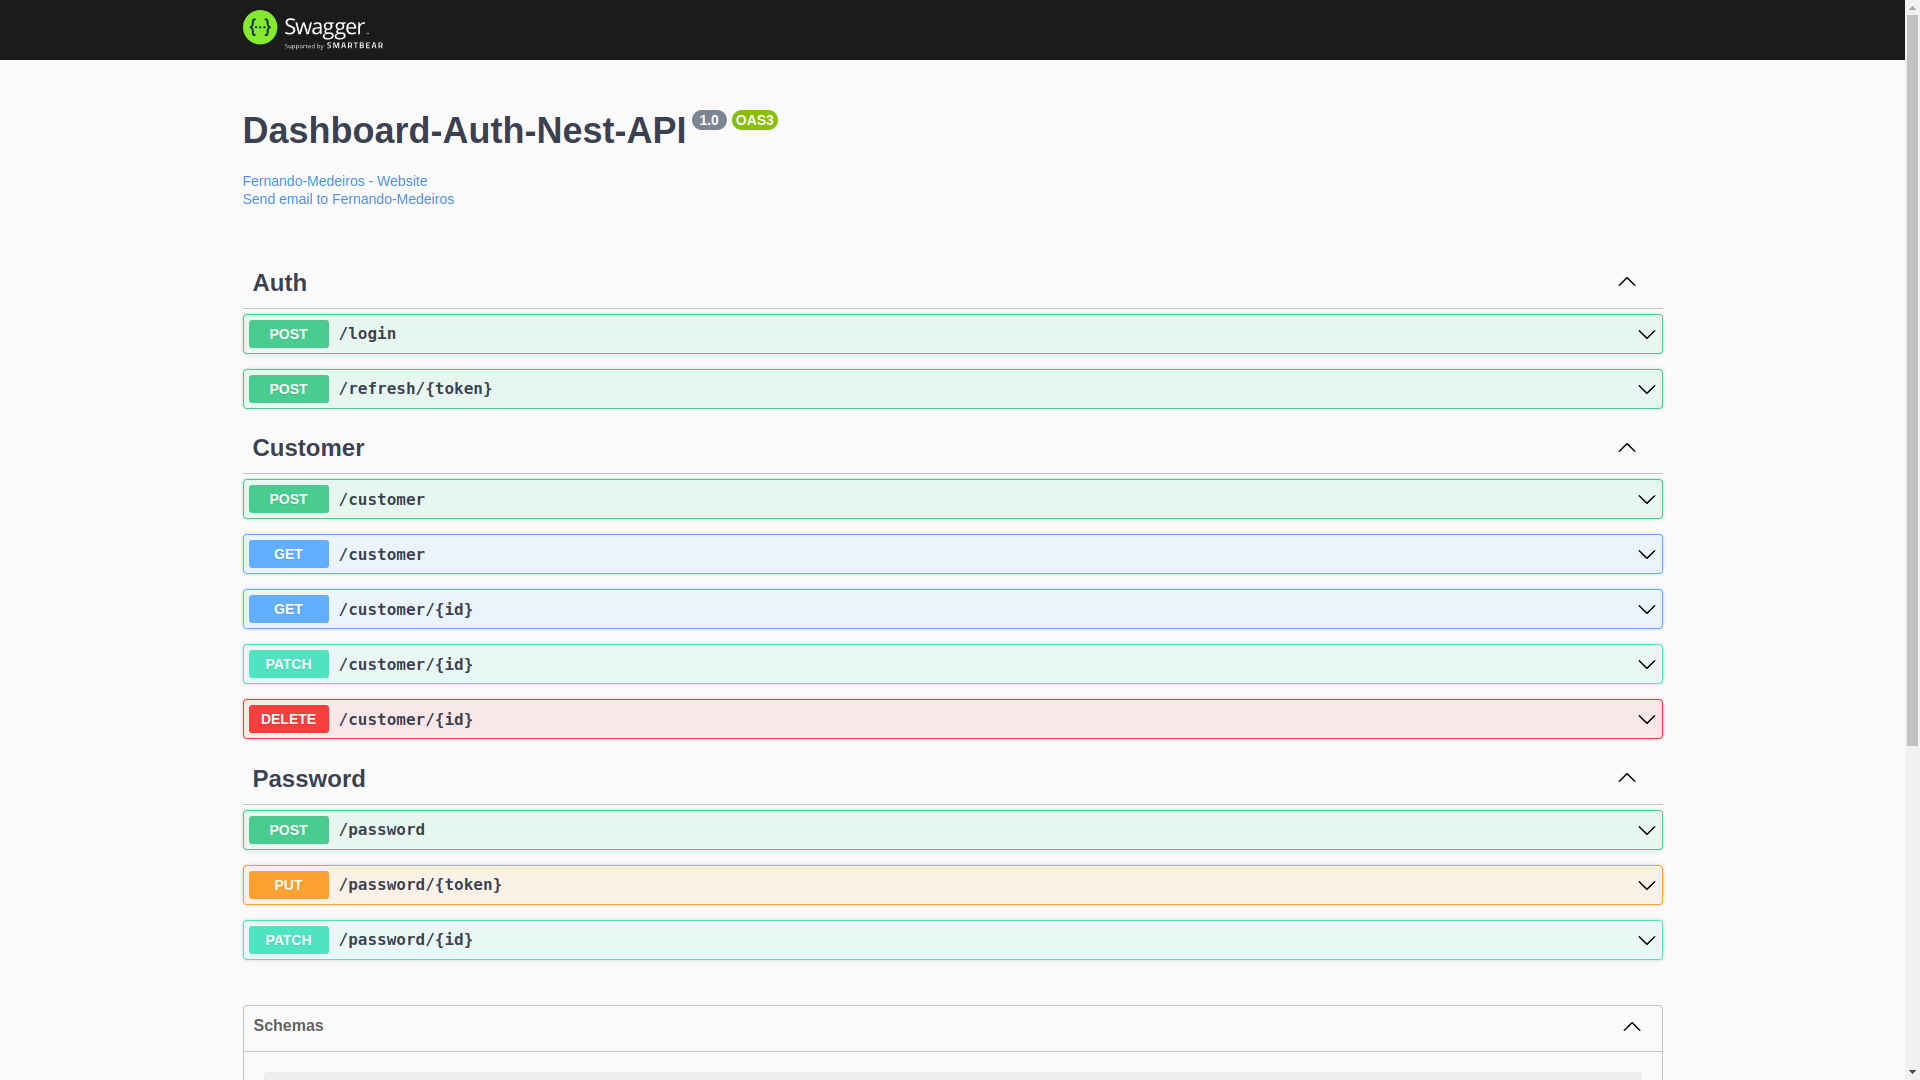 Swagger
Supported by SMARTBEAR
Dashboard-Auth-Nest-API 1.0 OAS3
Fernando-Medeiros - Website
Send email to Fernando-Medeiros
Auth
POST /login
POST /refresh/{token}
Customer
POST /customer
GET /customer
GET /customer/{id}
PATCH /customer/{id}
DELETE /customer/{id}
Password
POST /password
PUT /password/{token}
PATCH /password/{id}
Schemas